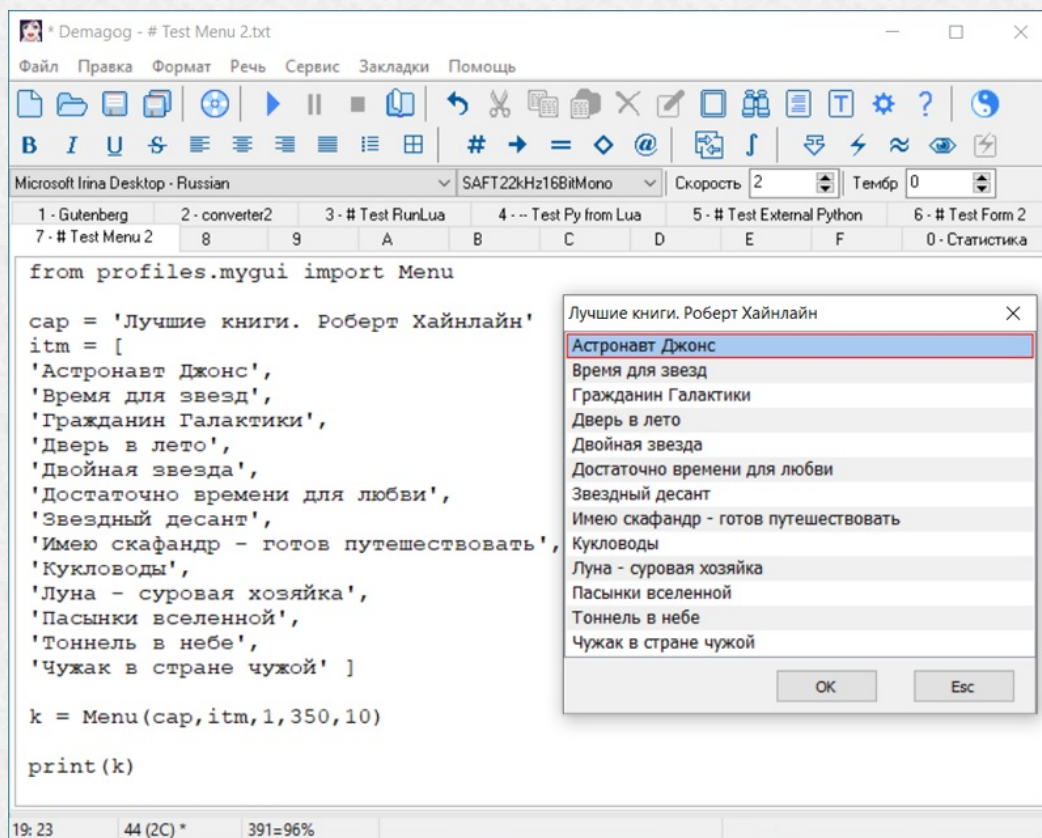 * Demagog - # Test Menu 2.txt
Файл Правка Формат Речь Сервис Закладки Помощь
B I U S # = @ T ?
Microsoft Irina Desktop - Russian SAFT22kHz16BitMono Скорость 2 Тембр 0
1 - Gutenberg 2 - converter2 3 - # Test RunLua 4 - -- Test Py from Lua 5 - # Test External Python 6 - # Test Form 2
7 - # Test Menu 2 8 9 A B C D E F 0 - Статистика
from profiles.mygui import Menu
cap = 'Лучшие книги. Роберт Хайнлайн'
itm = [
'Астронавт Джонс',
'Время для звезд',
'Гражданин Галактики',
'Дверь в лето',
'Двойная звезда',
'Достаточно времени для любви',
'Звездный десант',
'Имею скафандр - готов путешествовать',
'Кукловоды',
'Луна - суровая хозяйка',
'Пасынки вселенной',
'Тоннель в небе',
'Чужак в стране чужой' ]
k = Menu(cap,itm,1,350,10)
print(k)
Лучшие книги. Роберт Хайнлайн
Астронавт Джонс
Время для звезд
Гражданин Галактики
Дверь в лето
Двойная звезда
Достаточно времени для любви
Звездный десант
Имею скафандр - готов путешествовать
Кукловоды
Луна - суровая хозяйка
Пасынки вселенной
Тоннель в небе
Чужак в стране чужой
OK Esc
19: 23 44 (2C) * 391=96%